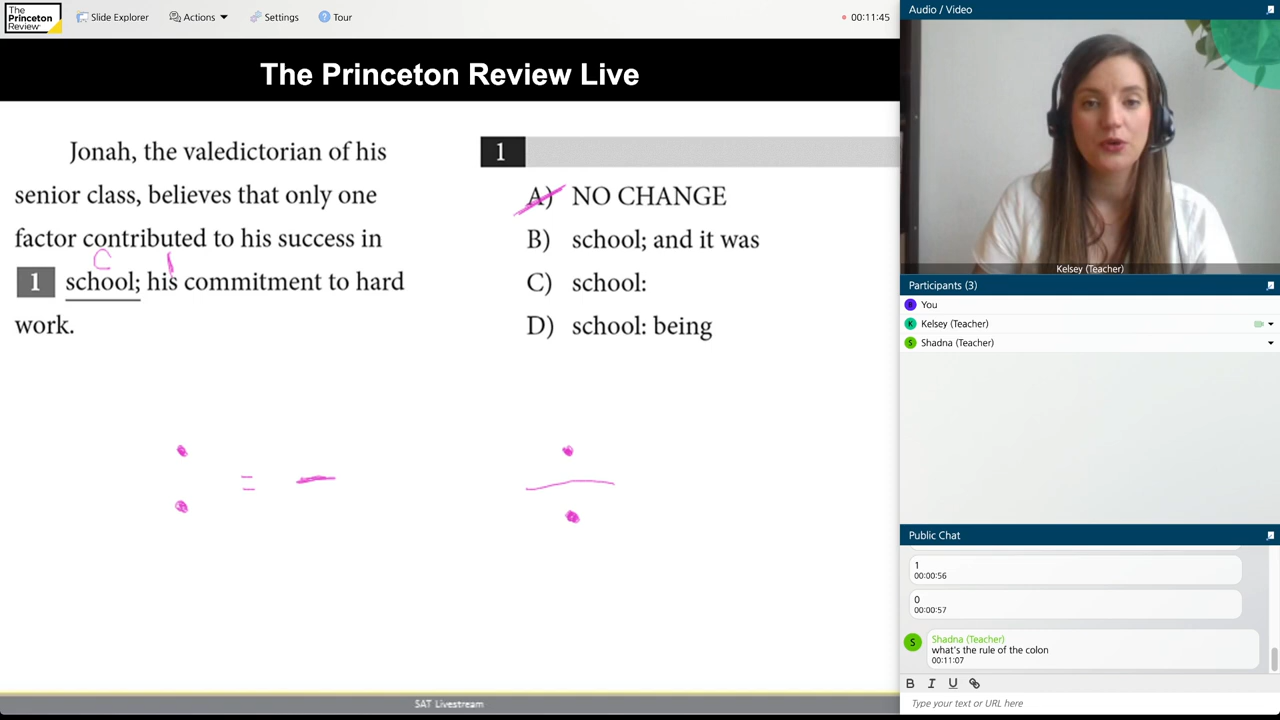 The
Princeton
Review
Slide Explorer
Actions
Settings
? Tour
00:11:45
Audio / Video
The Princeton Review Live
Kelsey (Teacher)
Jonah, the valedictorian of his
senior class, believes that only one
factor contributed to his success in
C I
1 school; his commitment to hard
work.
1
A) NO CHANGE
B) school; and it was
C) school:
D) school: being
: = —
÷
Participants (3)
You
K Kelsey (Teacher)
S Shadna (Teacher)
Public Chat
1
00:00:56
0
00:00:57
S Shadna (Teacher)
what's the rule of the colon
00:11:07
B I U
Type your text or URL here
SAT Livestream